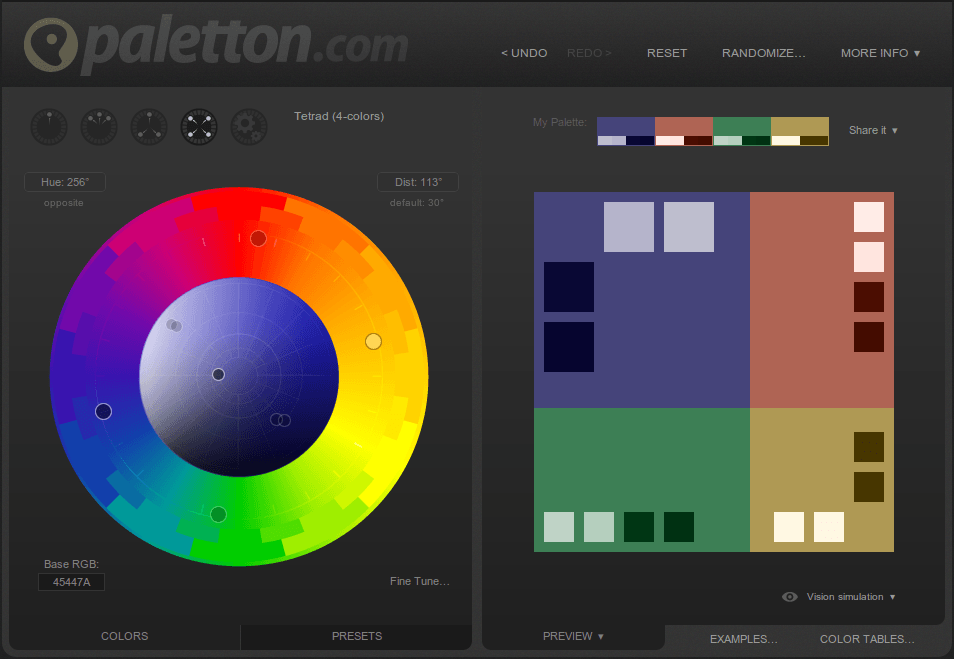 paletton.com
< UNDO REDO > RESET RANDOMIZE... MORE INFO ▼
Tetrad (4-colors)
My Palette:
Share it ▼
Hue: 256°
opposite
Dist: 113°
default: 30°
Base RGB:
45447A
Fine Tune...
Vision simulation ▼
COLORS
PRESETS
PREVIEW ▼
EXAMPLES...
COLOR TABLES...